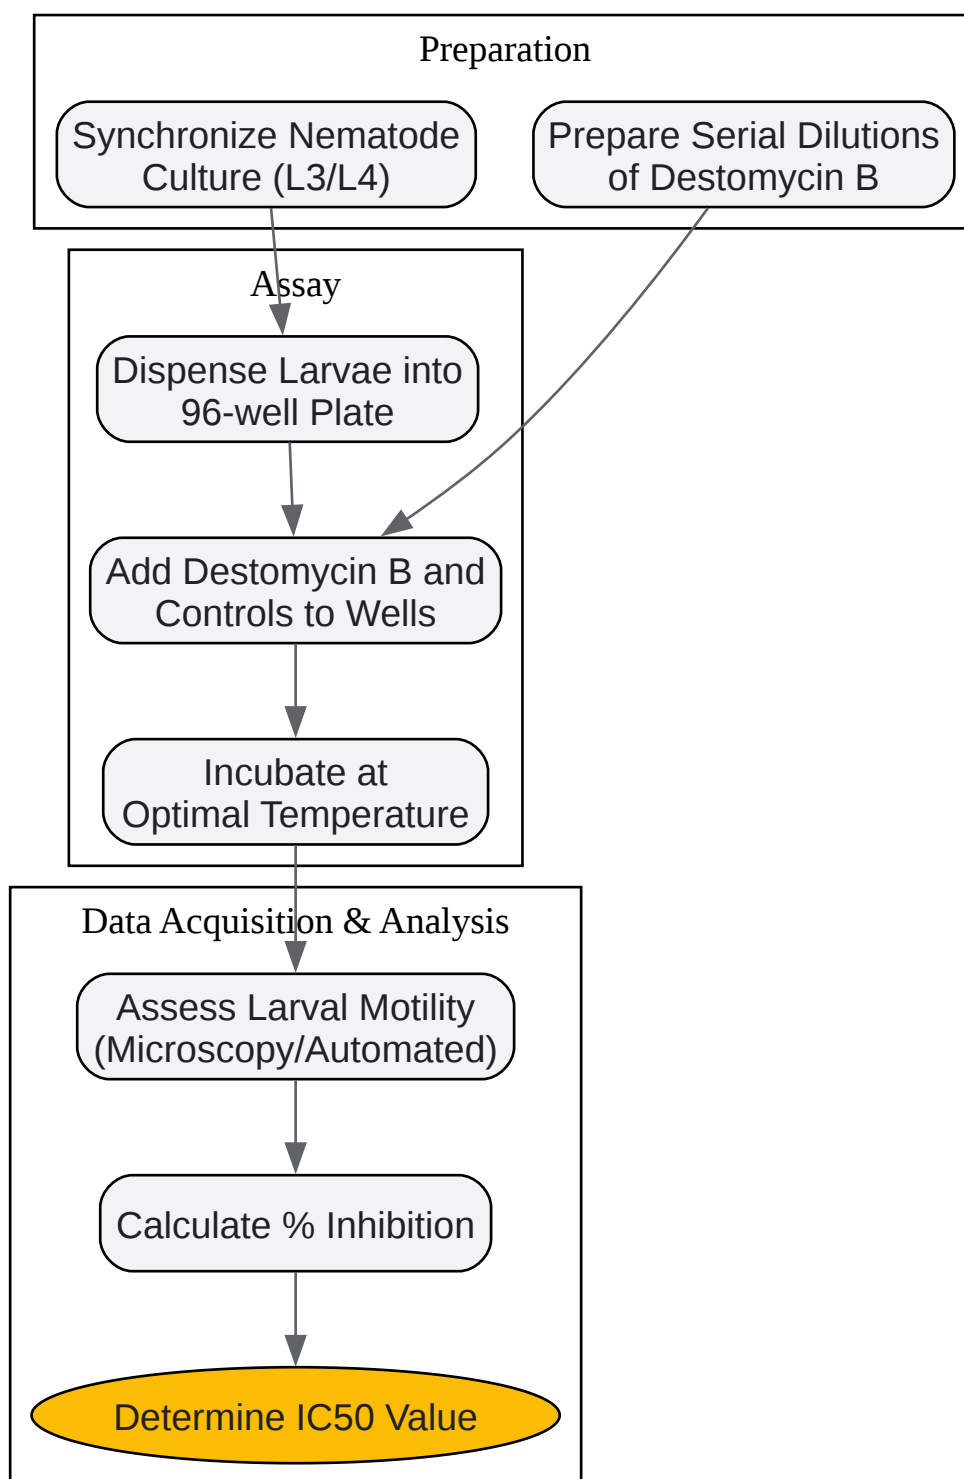 Preparation
Synchronize Nematode
Culture (L3/L4)
Prepare Serial Dilutions
of Destomycin B
Assay
Dispense Larvae into
96-well Plate
Add Destomycin B and
Controls to Wells
Incubate at
Optimal Temperature
Data Acquisition & Analysis
Assess Larval Motility
(Microscopy/Automated)
Calculate % Inhibition
Determine IC50 Value